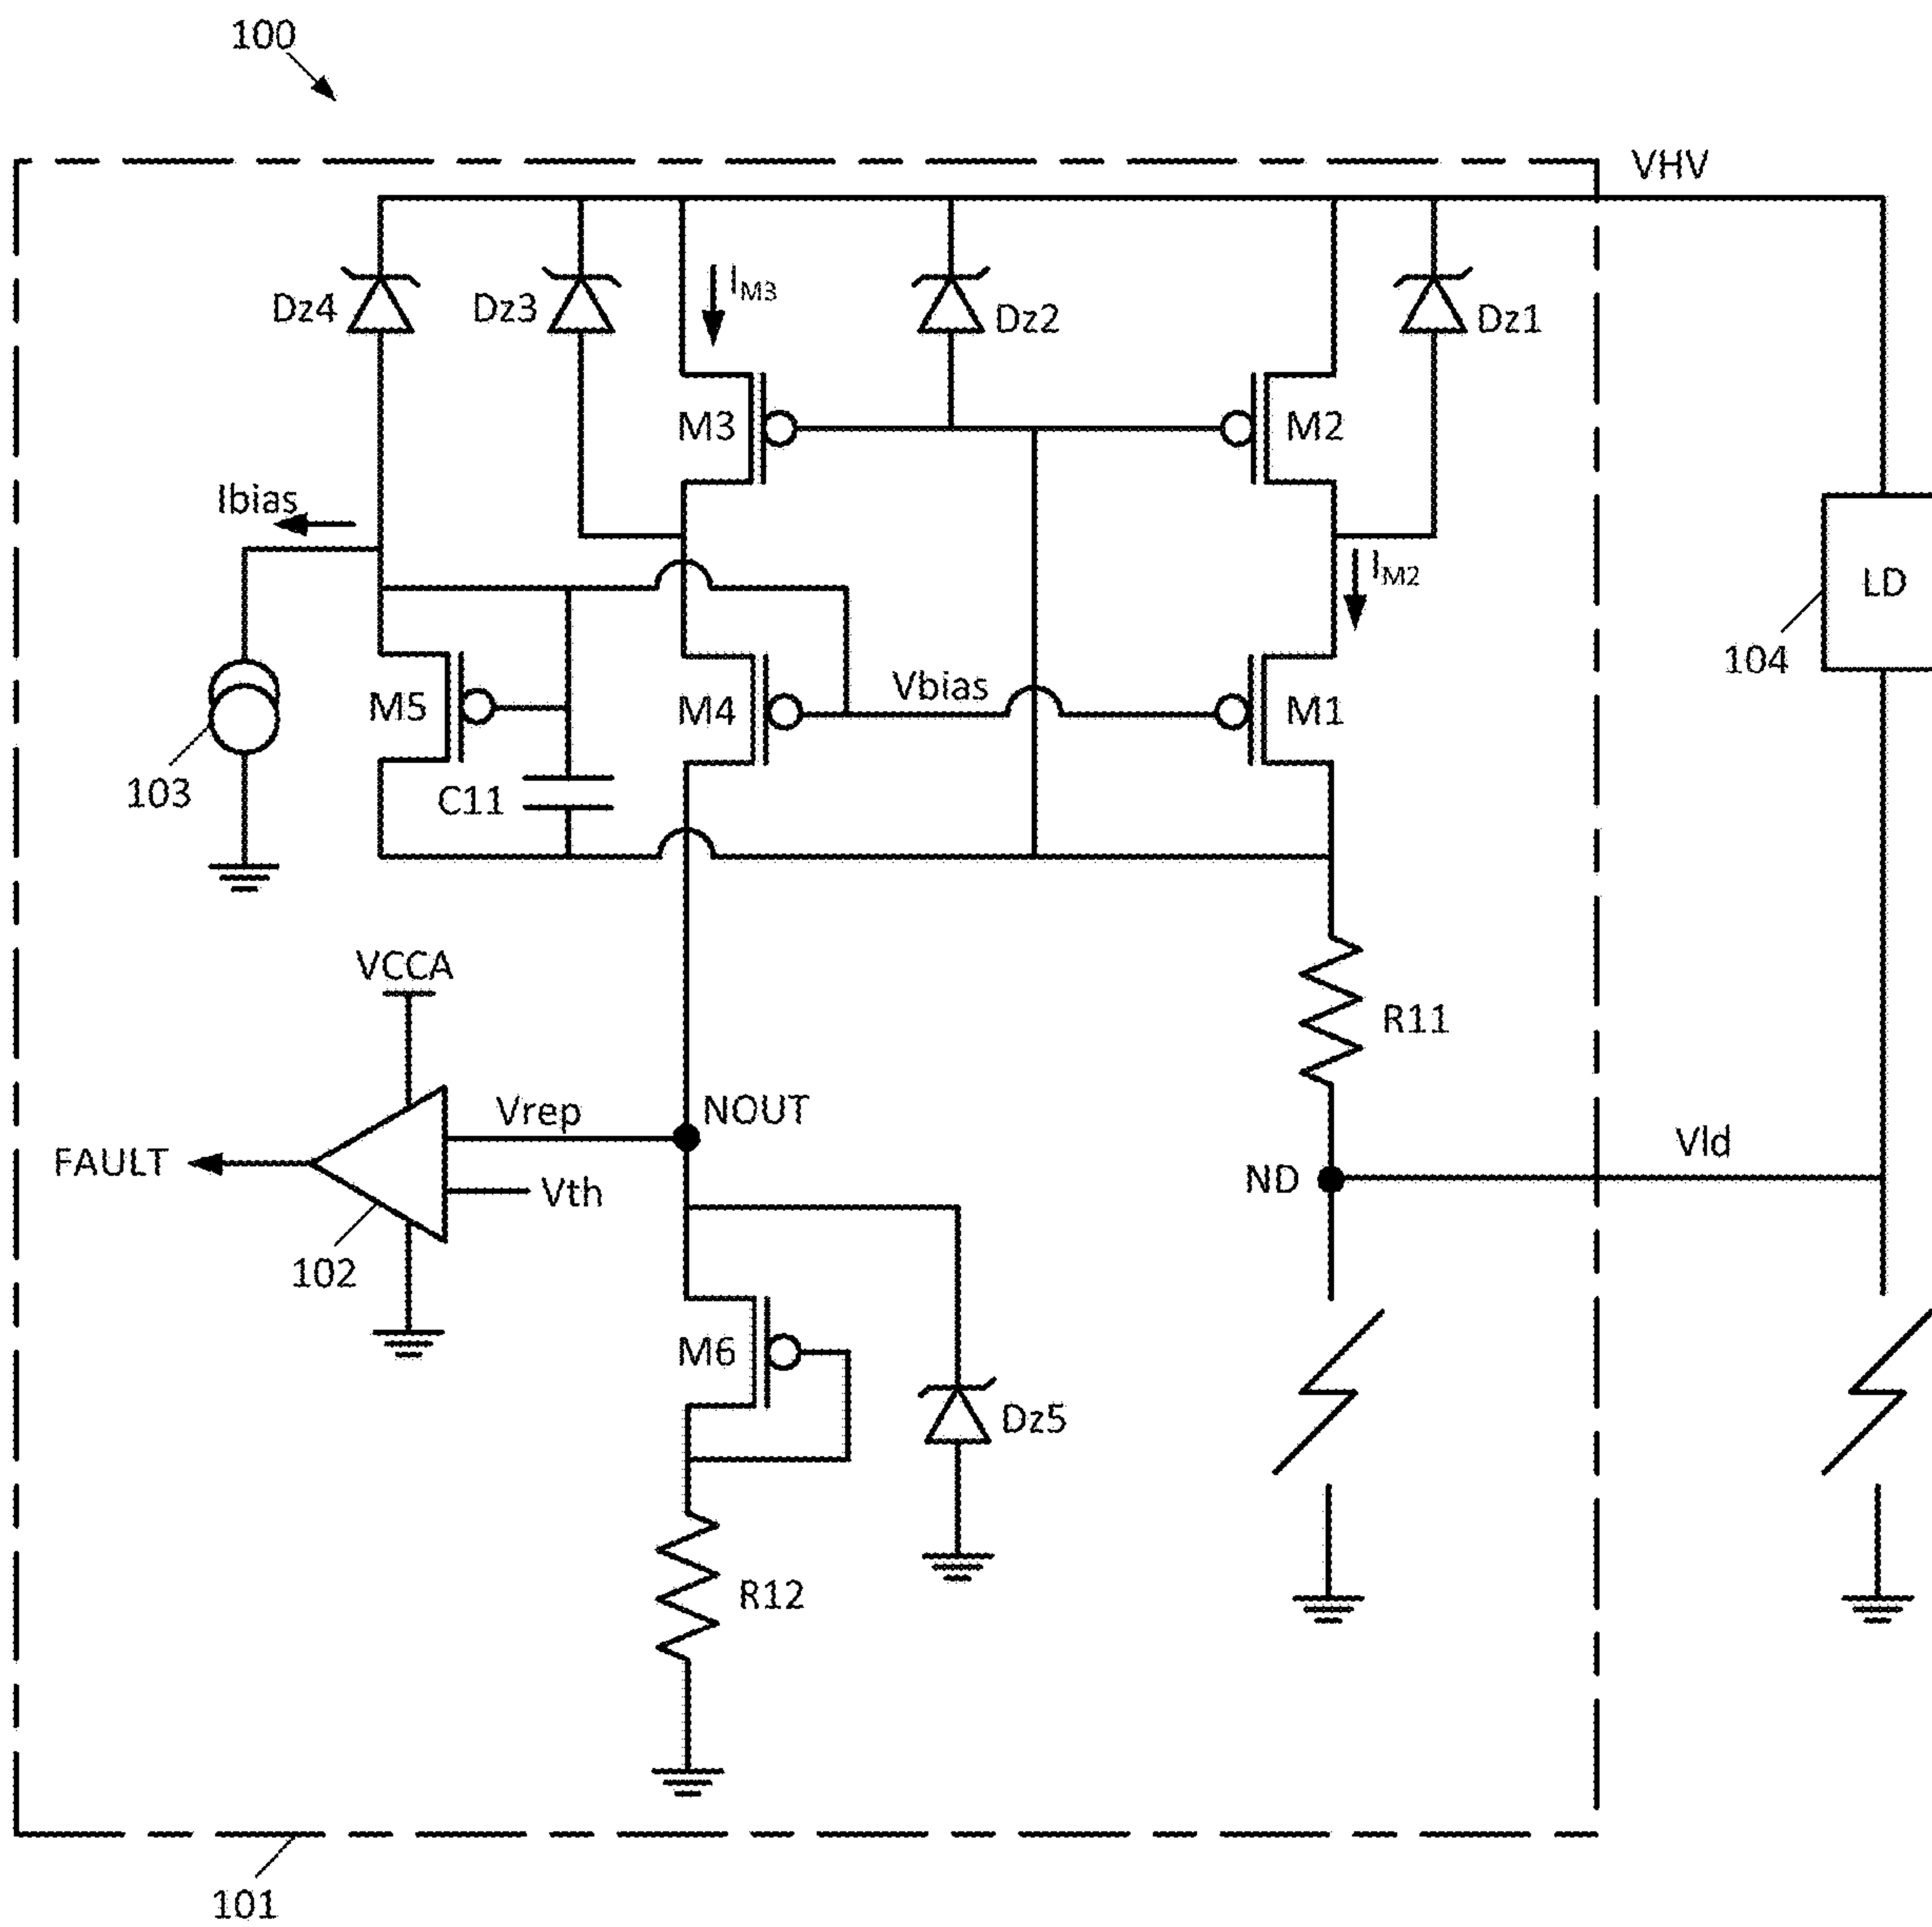 100
VHV
Dz4
Dz3
IM3
Dz2
Dz1
M3
M2
Ibias
IM2
LD
104
M5
M4
Vbias
M1
103
C11
VCCA
R11
Vrep
NOUT
FAULT
Vth
Vld
ND
102
M6
Dz5
R12
101